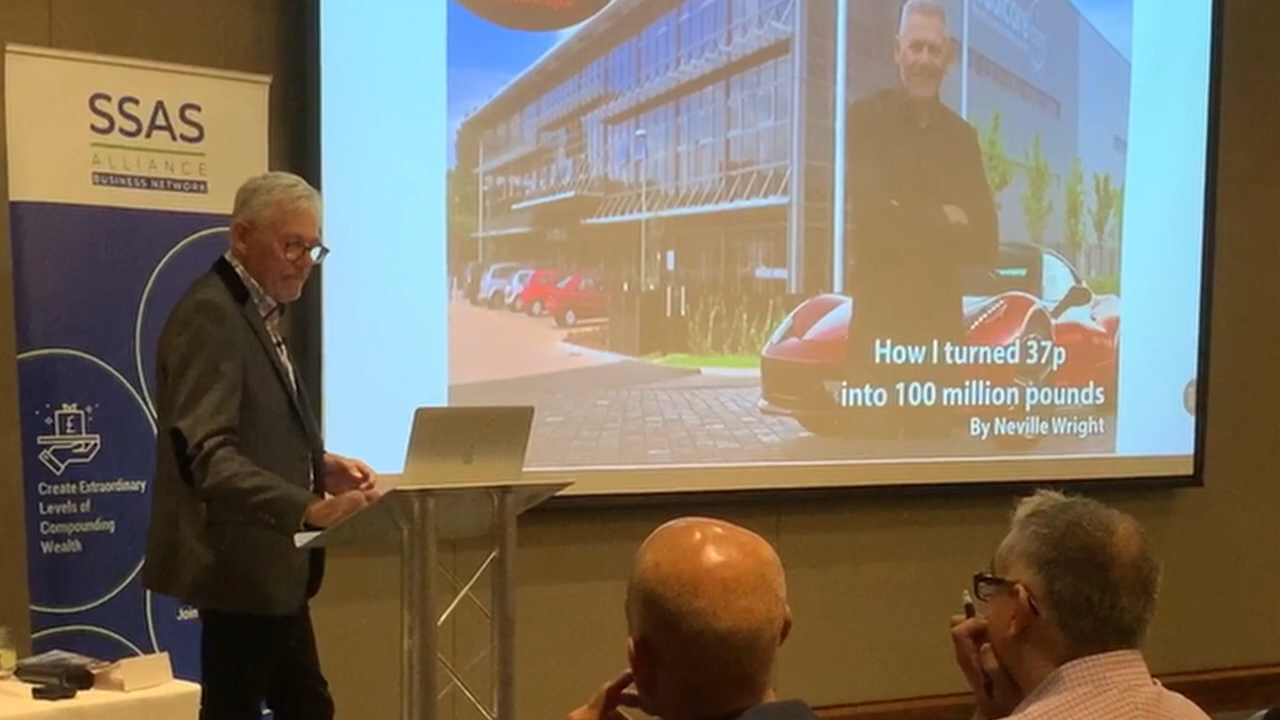 SSAS
ALLIANCE
BUSINESS NETWORK
£
Create Extraordinary
Levels of
Compounding
Wealth
Join
How I turned 37p
into 100 million pounds
By Neville Wright